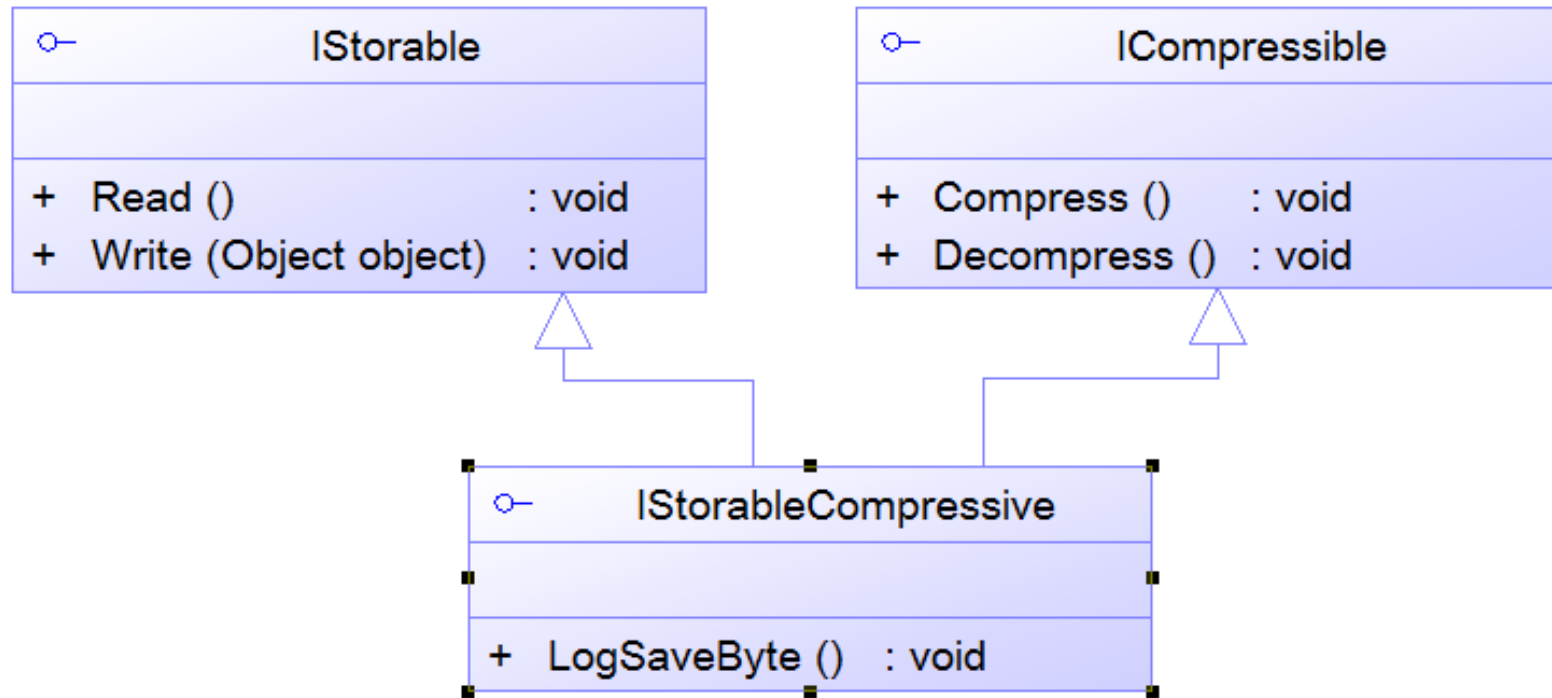 IStorable
+ Read () : void
+ Write (Object object) : void
ICompressible
+ Compress () : void
+ Decompress () : void
IStorableCompressive
+ LogSaveByte () : void